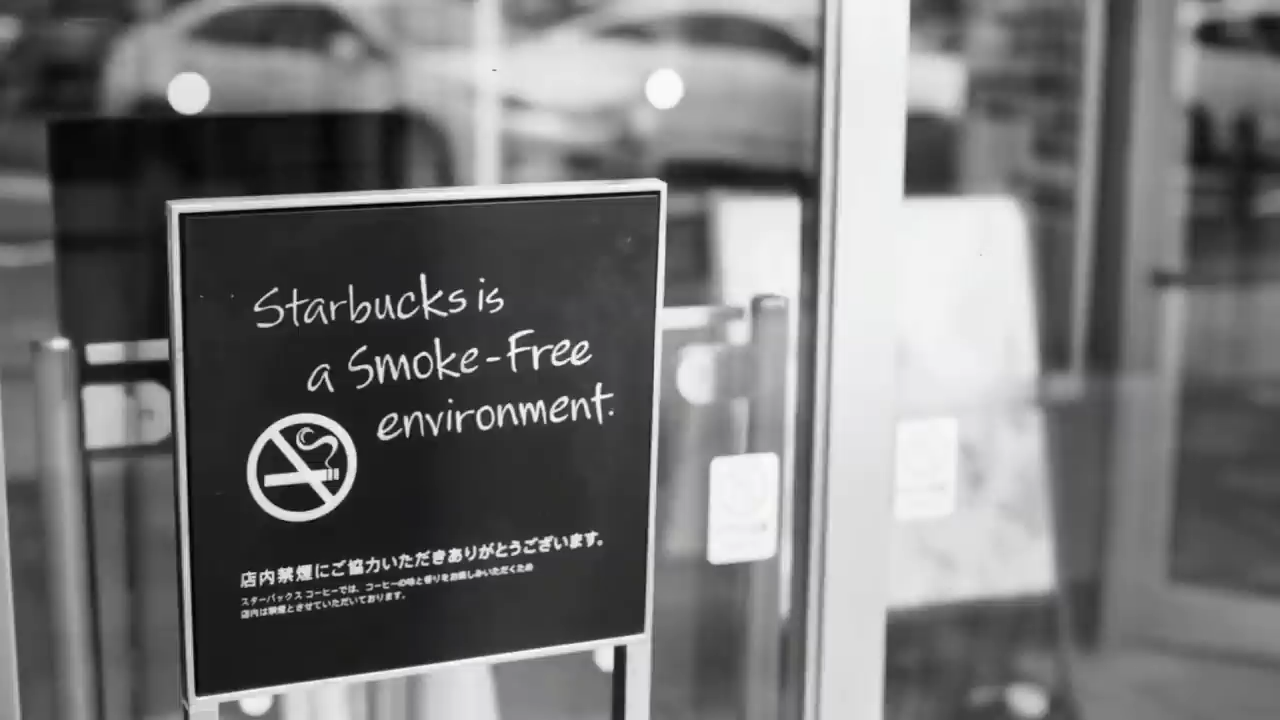 Starbucks is
a Smoke-Free
environment.
店内禁煙にご協力いただきありがとうございます。
スターバックス コーヒーでは、コーヒーの味と香りをお楽しみいただくため
店内は禁煙とさせていただいております。